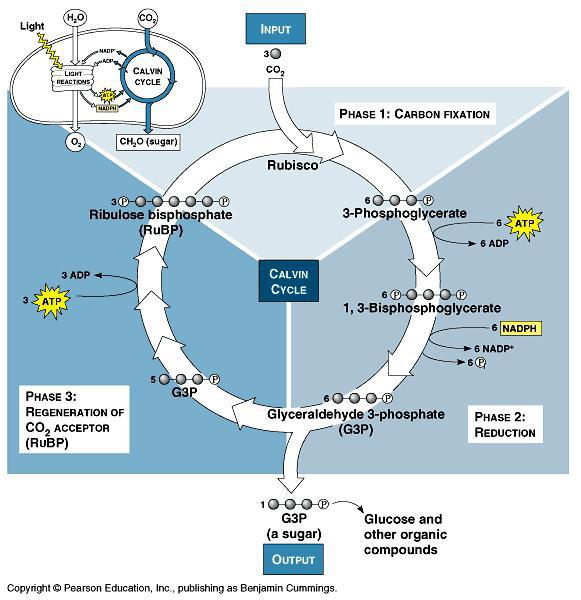 Light
H₂O
CO₂
NADP⁺
ADP
LIGHT
REACTIONS
CALVIN
CYCLE
ATP
NADPH
O₂
CH₂O (sugar)
INPUT
3
CO₂
PHASE 1: CARBON FIXATION
Rubisco
3 P P
Ribulose bisphosphate
(RuBP)
6 P
3-Phosphoglycerate
6 ATP
6 ADP
CALVIN
CYCLE
3 ADP
3 ATP
6 P P
1, 3-Bisphosphoglycerate
6 NADPH
6 NADP⁺
6 Pᵢ
5 P
G3P
6 P
Glyceraldehyde 3-phosphate
(G3P)
PHASE 3:
REGENERATION OF
CO₂ ACCEPTOR
(RuBP)
PHASE 2:
REDUCTION
1 P
G3P
(a sugar)
Glucose and
other organic
compounds
OUTPUT
Copyright © Pearson Education, Inc., publishing as Benjamin Cummings.